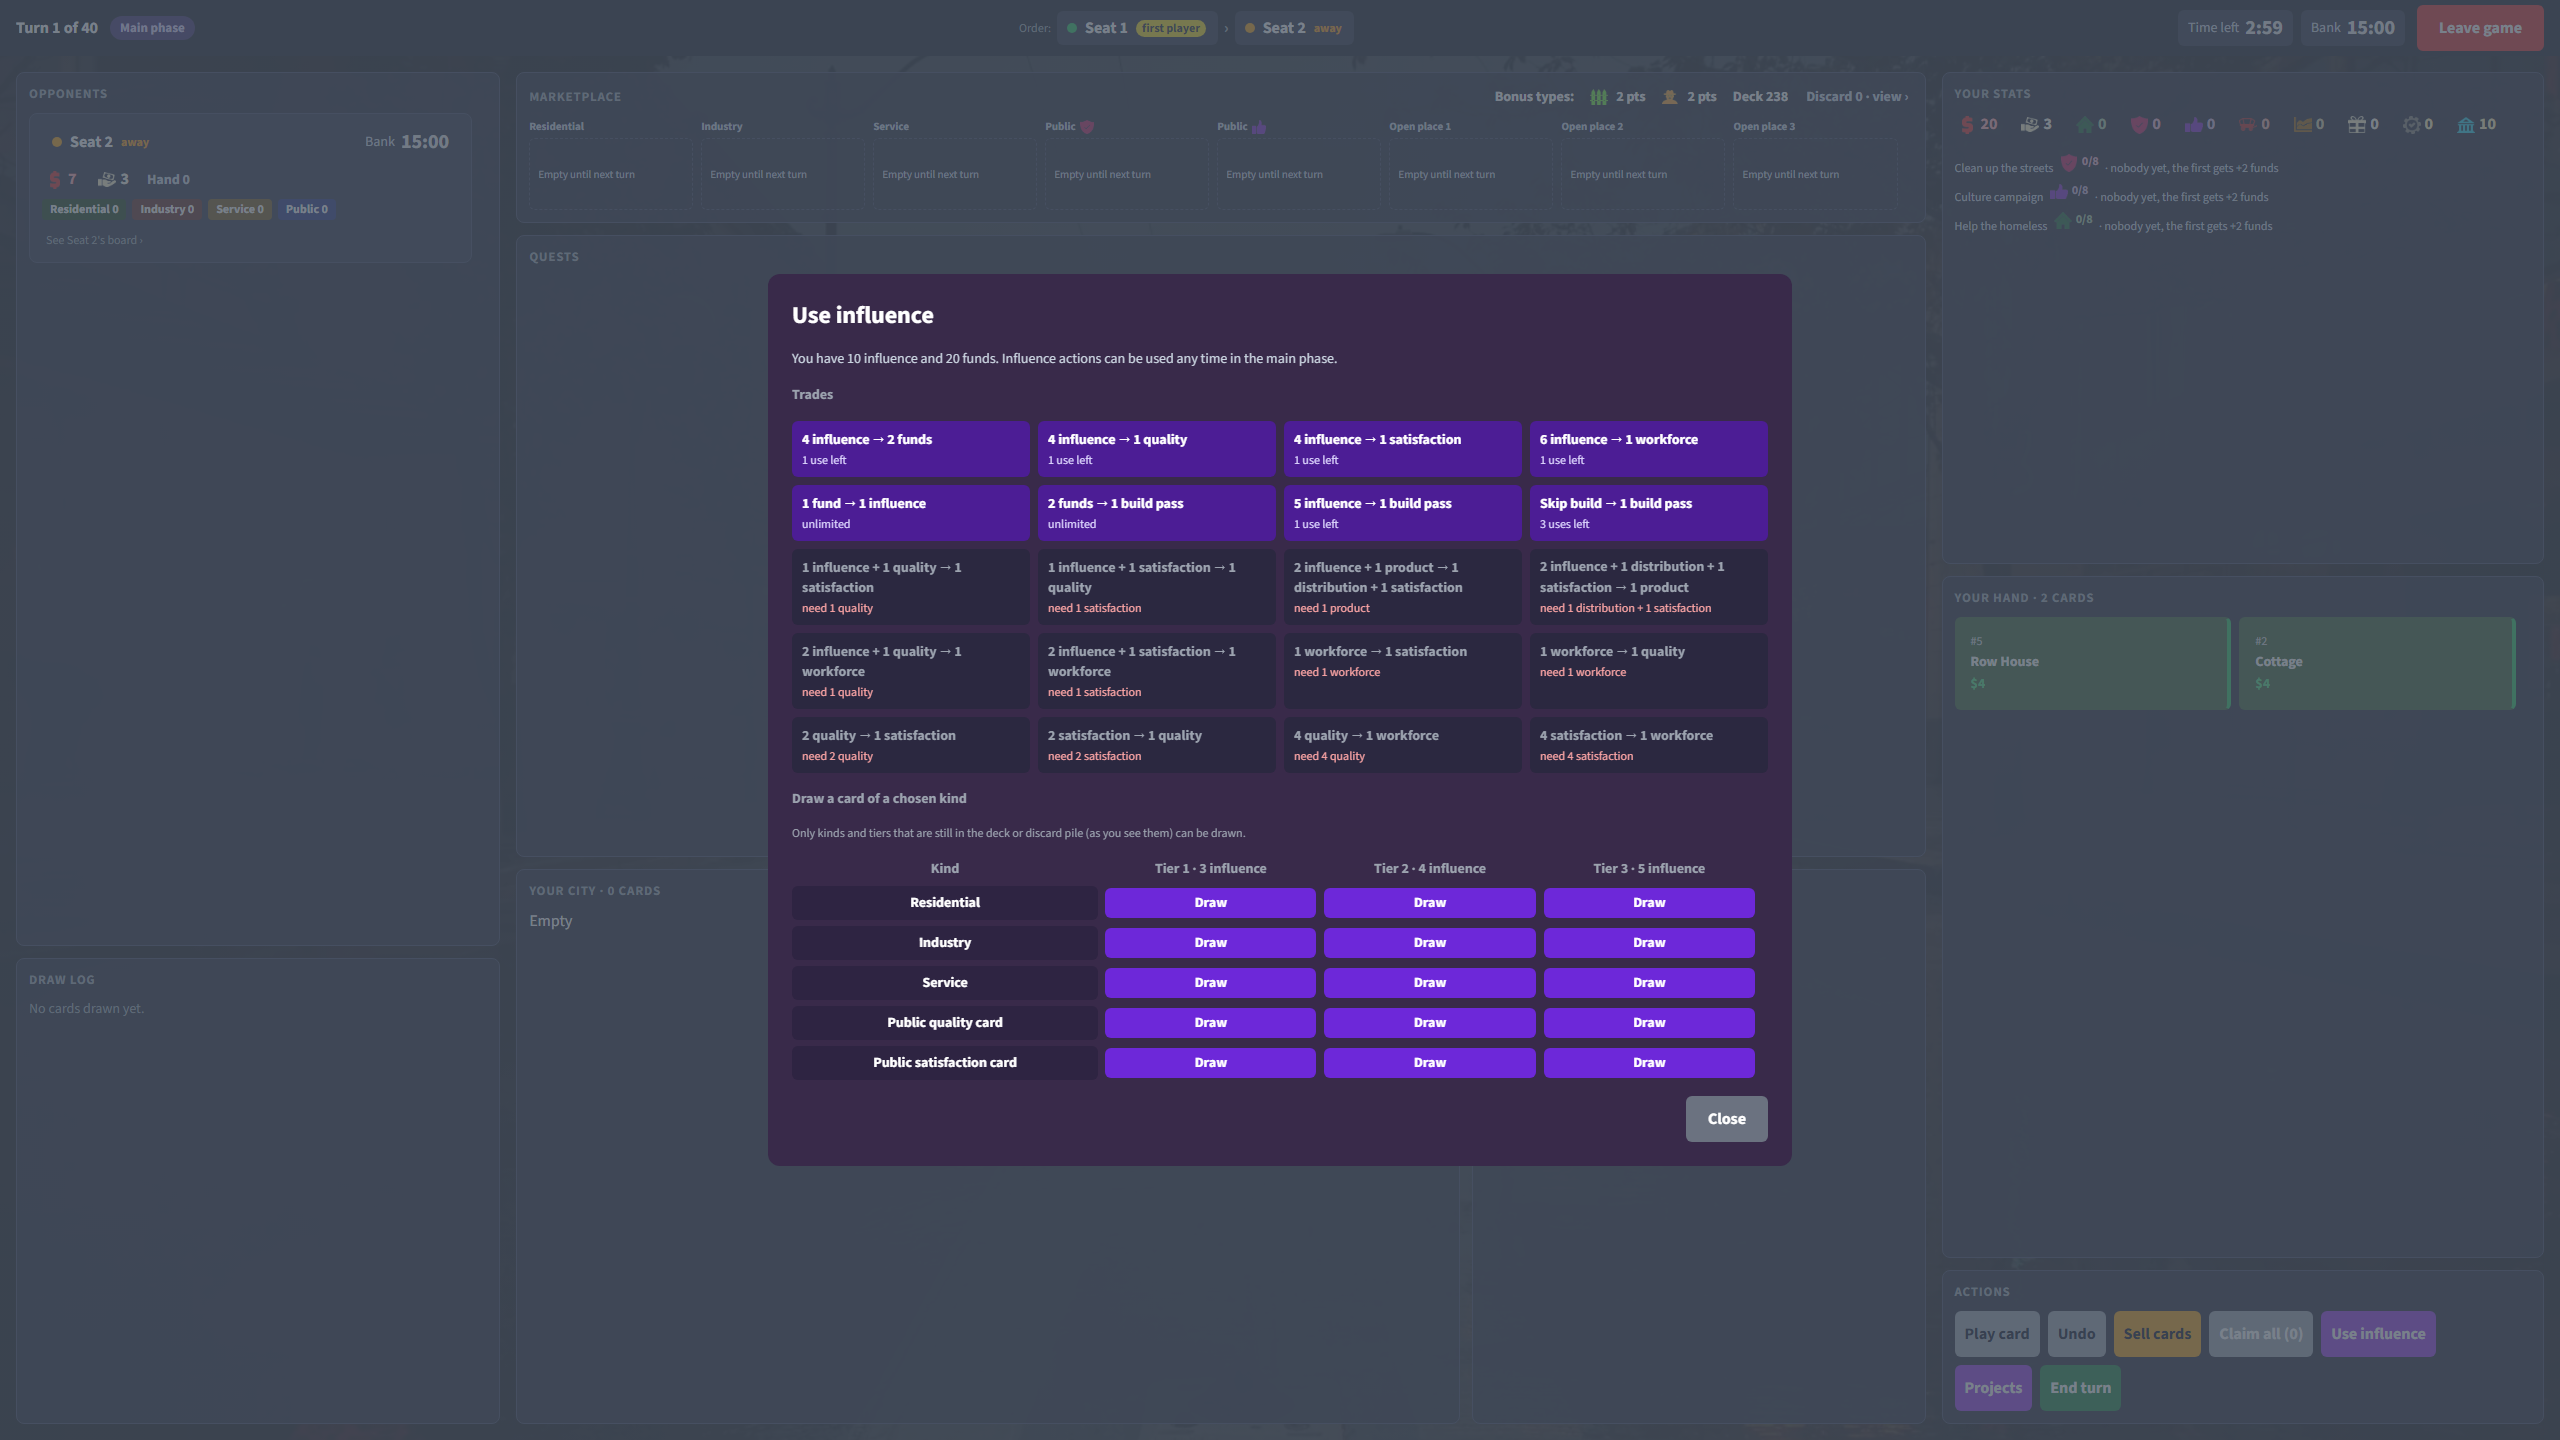 Turn 1 of 40 Main phase
Order: Seat 1 first player › Seat 2 away
Time left 2:59 Bank 15:00 Leave game
OPPONENTS
Seat 2 away Bank 15:00
7 3 Hand 0
Residential 0 Industry 0 Service 0 Public 0
See Seat 2's board ›
MARKETPLACE
Bonus types: 2 pts 2 pts Deck 238 Discard 0 · view ›
Residential Industry Service Public Public Open place 1 Open place 2 Open place 3
Empty until next turn Empty until next turn Empty until next turn Empty until next turn Empty until next turn Empty until next turn Empty until next turn Empty until next turn
YOUR STATS
20 3 0 0 0 0 0 0 0 10
Clean up the streets 0/8 · nobody yet, the first gets +2 funds
Culture campaign 0/8 · nobody yet, the first gets +2 funds
Help the homeless 0/8 · nobody yet, the first gets +2 funds
QUESTS
Use influence
You have 10 influence and 20 funds. Influence actions can be used any time in the main phase.
Trades
4 influence → 2 funds
1 use left
4 influence → 1 quality
1 use left
4 influence → 1 satisfaction
1 use left
6 influence → 1 workforce
1 use left
1 fund → 1 influence
unlimited
2 funds → 1 build pass
unlimited
5 influence → 1 build pass
1 use left
Skip build → 1 build pass
3 uses left
1 influence + 1 quality → 1
satisfaction
need 1 quality
1 influence + 1 satisfaction → 1
quality
need 1 satisfaction
2 influence + 1 product → 1
distribution + 1 satisfaction
need 1 product
2 influence + 1 distribution + 1
satisfaction → 1 product
need 1 distribution + 1 satisfaction
2 influence + 1 quality → 1
workforce
need 1 quality
2 influence + 1 satisfaction → 1
workforce
need 1 satisfaction
1 workforce → 1 satisfaction
need 1 workforce
1 workforce → 1 quality
need 1 workforce
2 quality → 1 satisfaction
need 2 quality
2 satisfaction → 1 quality
need 2 satisfaction
4 quality → 1 workforce
need 4 quality
4 satisfaction → 1 workforce
need 4 satisfaction
Draw a card of a chosen kind
Only kinds and tiers that are still in the deck or discard pile (as you see them) can be drawn.
Kind Tier 1 · 3 influence Tier 2 · 4 influence Tier 3 · 5 influence
Residential Draw Draw Draw
Industry Draw Draw Draw
Service Draw Draw Draw
Public quality card Draw Draw Draw
Public satisfaction card Draw Draw Draw
Close
YOUR CITY · 0 CARDS
Empty
DRAW LOG
No cards drawn yet.
YOUR HAND · 2 CARDS
#5
Row House
$4
#2
Cottage
$4
ACTIONS
Play card Undo Sell cards Claim all (0) Use influence
Projects End turn